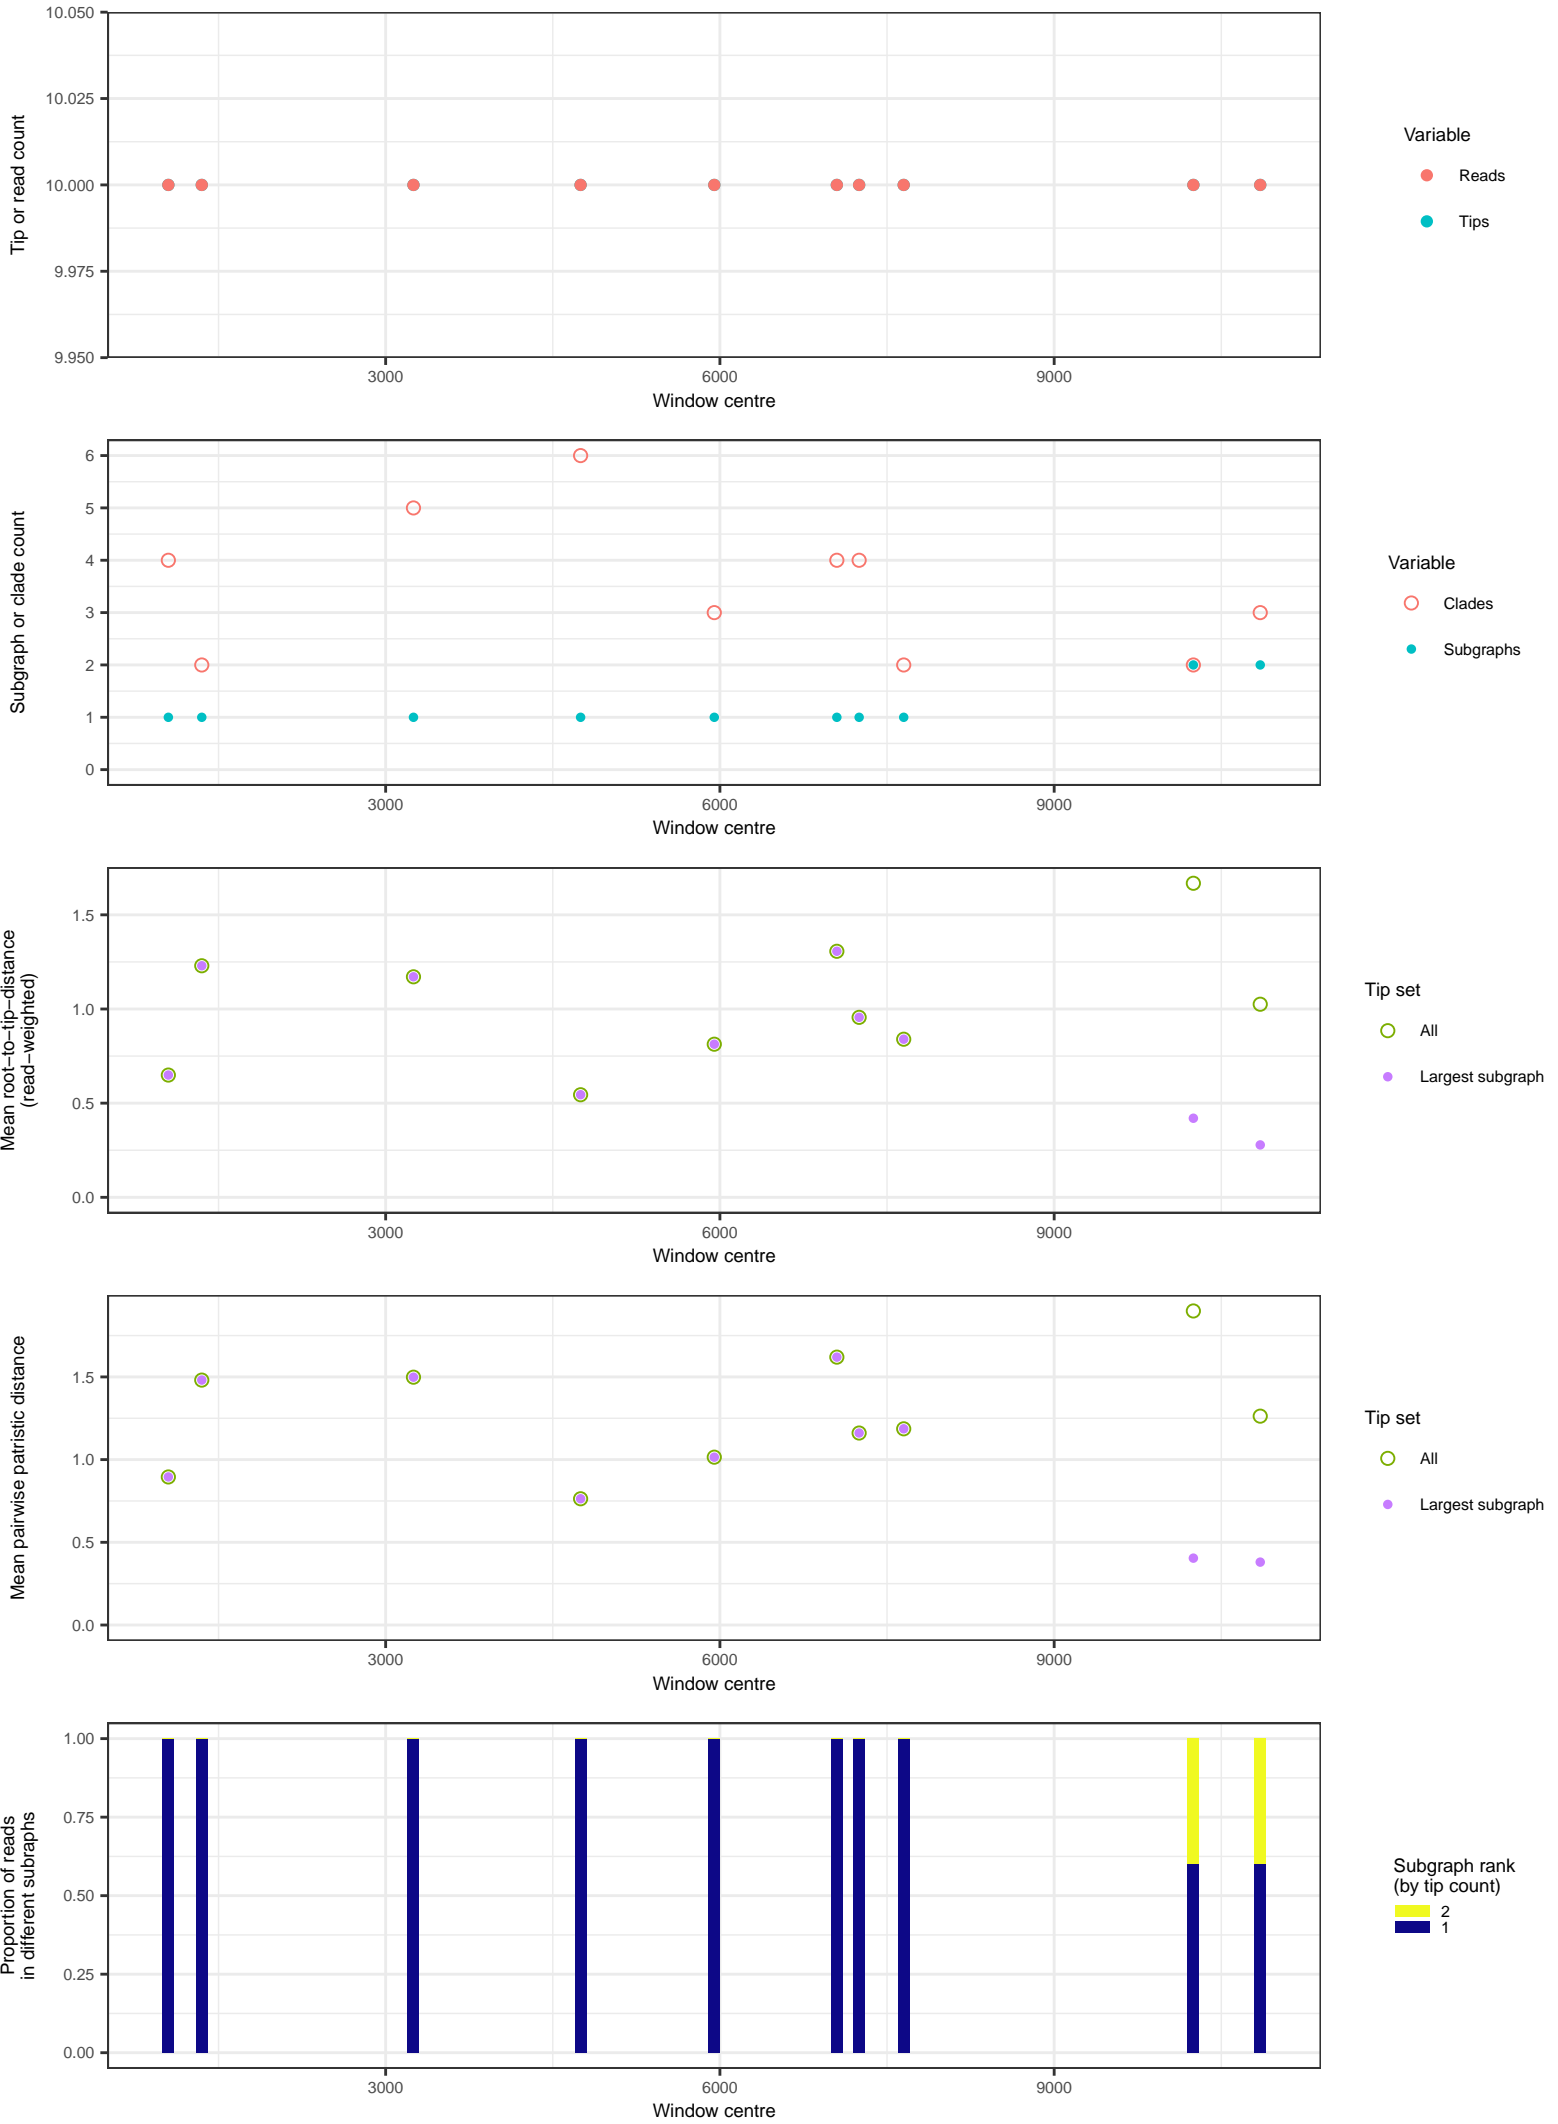 10.050
10.025
10.000
9.975
9.950
Tip or read count
3000
6000
9000
Window centre
Variable
Reads
Tips
6
5
4
3
2
1
0
Subgraph or clade count
3000
6000
9000
Window centre
Variable
Clades
Subgraphs
1.5
1.0
0.5
0.0
Mean root−to−tip−distance
(read−weighted)
3000
6000
9000
Window centre
Tip set
All
Largest subgraph
1.5
1.0
0.5
0.0
Mean pairwise patristic distance
3000
6000
9000
Window centre
Tip set
All
Largest subgraph
1.00
0.75
0.50
0.25
0.00
Proportion of reads
in different subraphs
3000
6000
9000
Window centre
Subgraph rank
(by tip count)
2
1